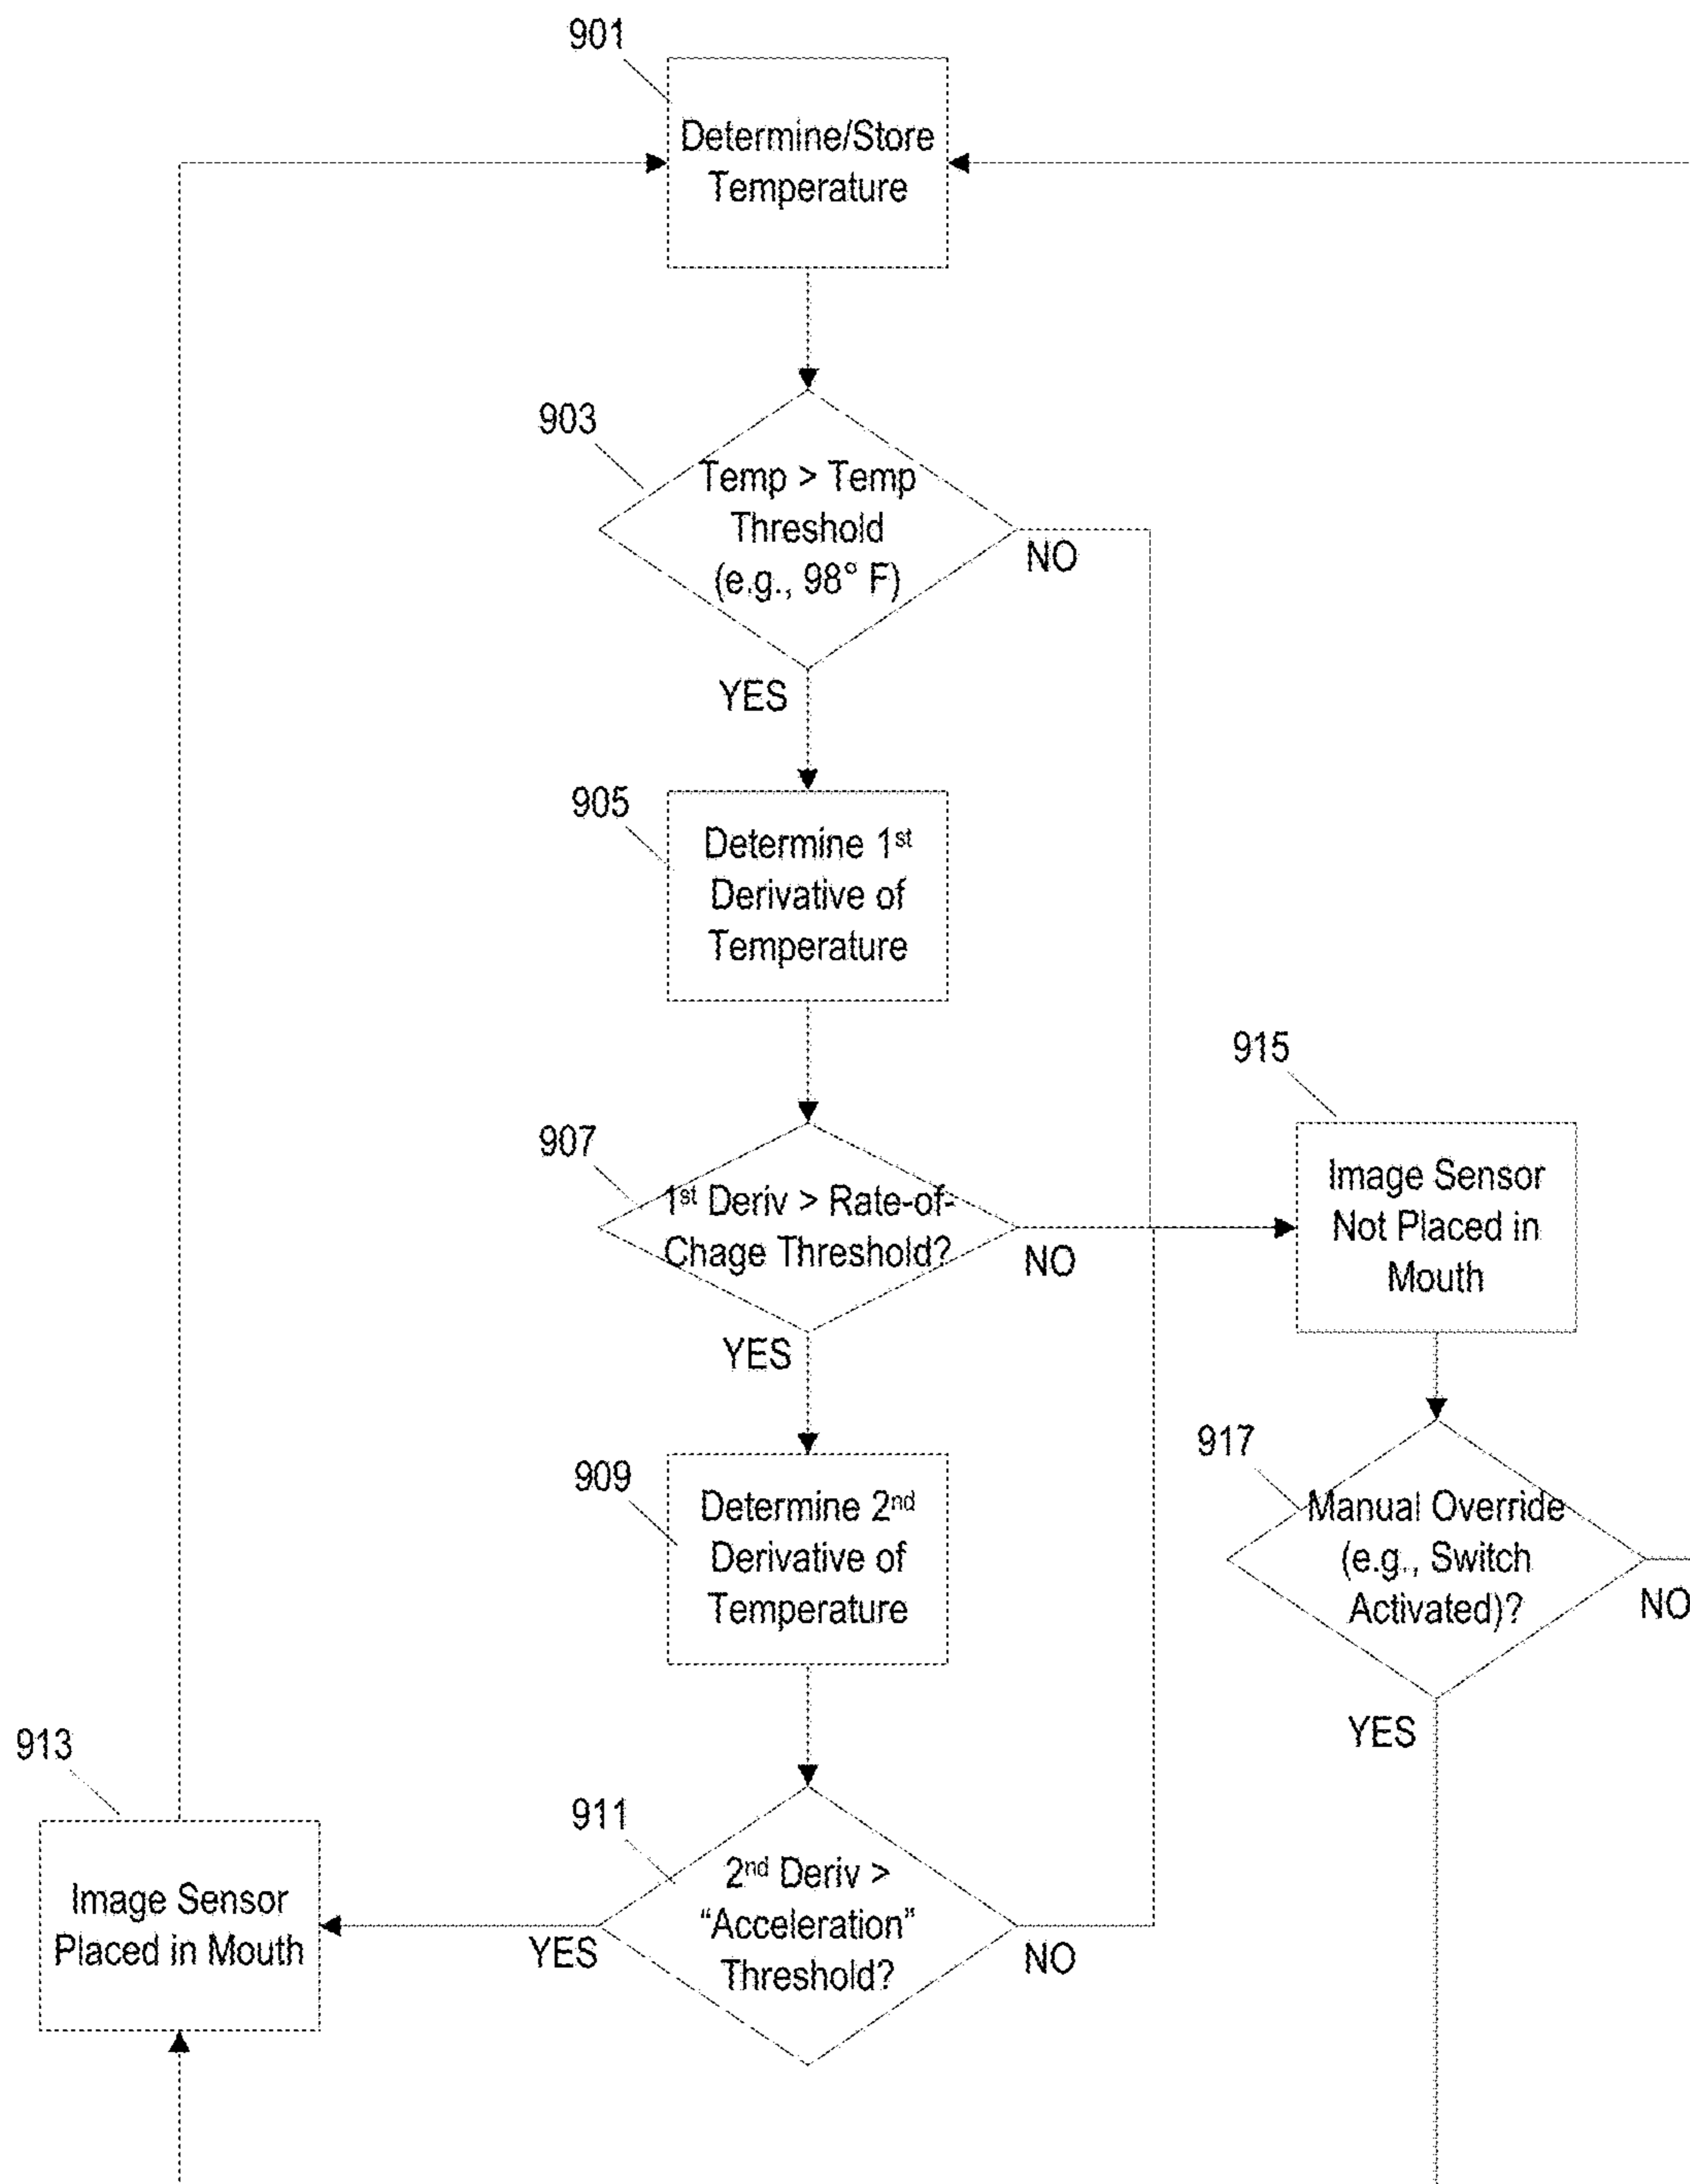 901
Determine/Store
Temperature
903
Temp > Temp
Threshold
(e.g., 98° F)
NO
YES
905
Determine 1st
Derivative of
Temperature
907
1st Deriv > Rate-of-
Chage Threshold?
NO
YES
915
Image Sensor
Not Placed in
Mouth
909
Determine 2nd
Derivative of
Temperature
917
Manual Override
(e.g., Switch
Activated)?
NO
YES
911
2nd Deriv >
“Acceleration”
Threshold?
YES
NO
913
Image Sensor
Placed in Mouth